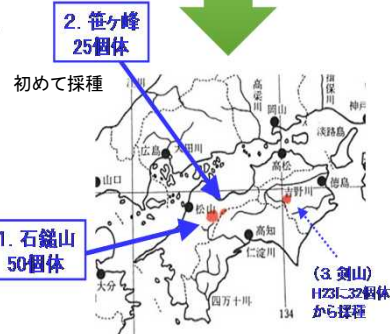 2. 笹ヶ峰
25個体
初めて採種
高梁川
岡山
揖保川
神戸
淡路島
広島
太田川
高松
山口
徳島
吉野川
松山
1. 石鎚山
50個体
高知
仁淀川
大分
四万十川
134
(3. 剣山)
H23に32個体
から採種